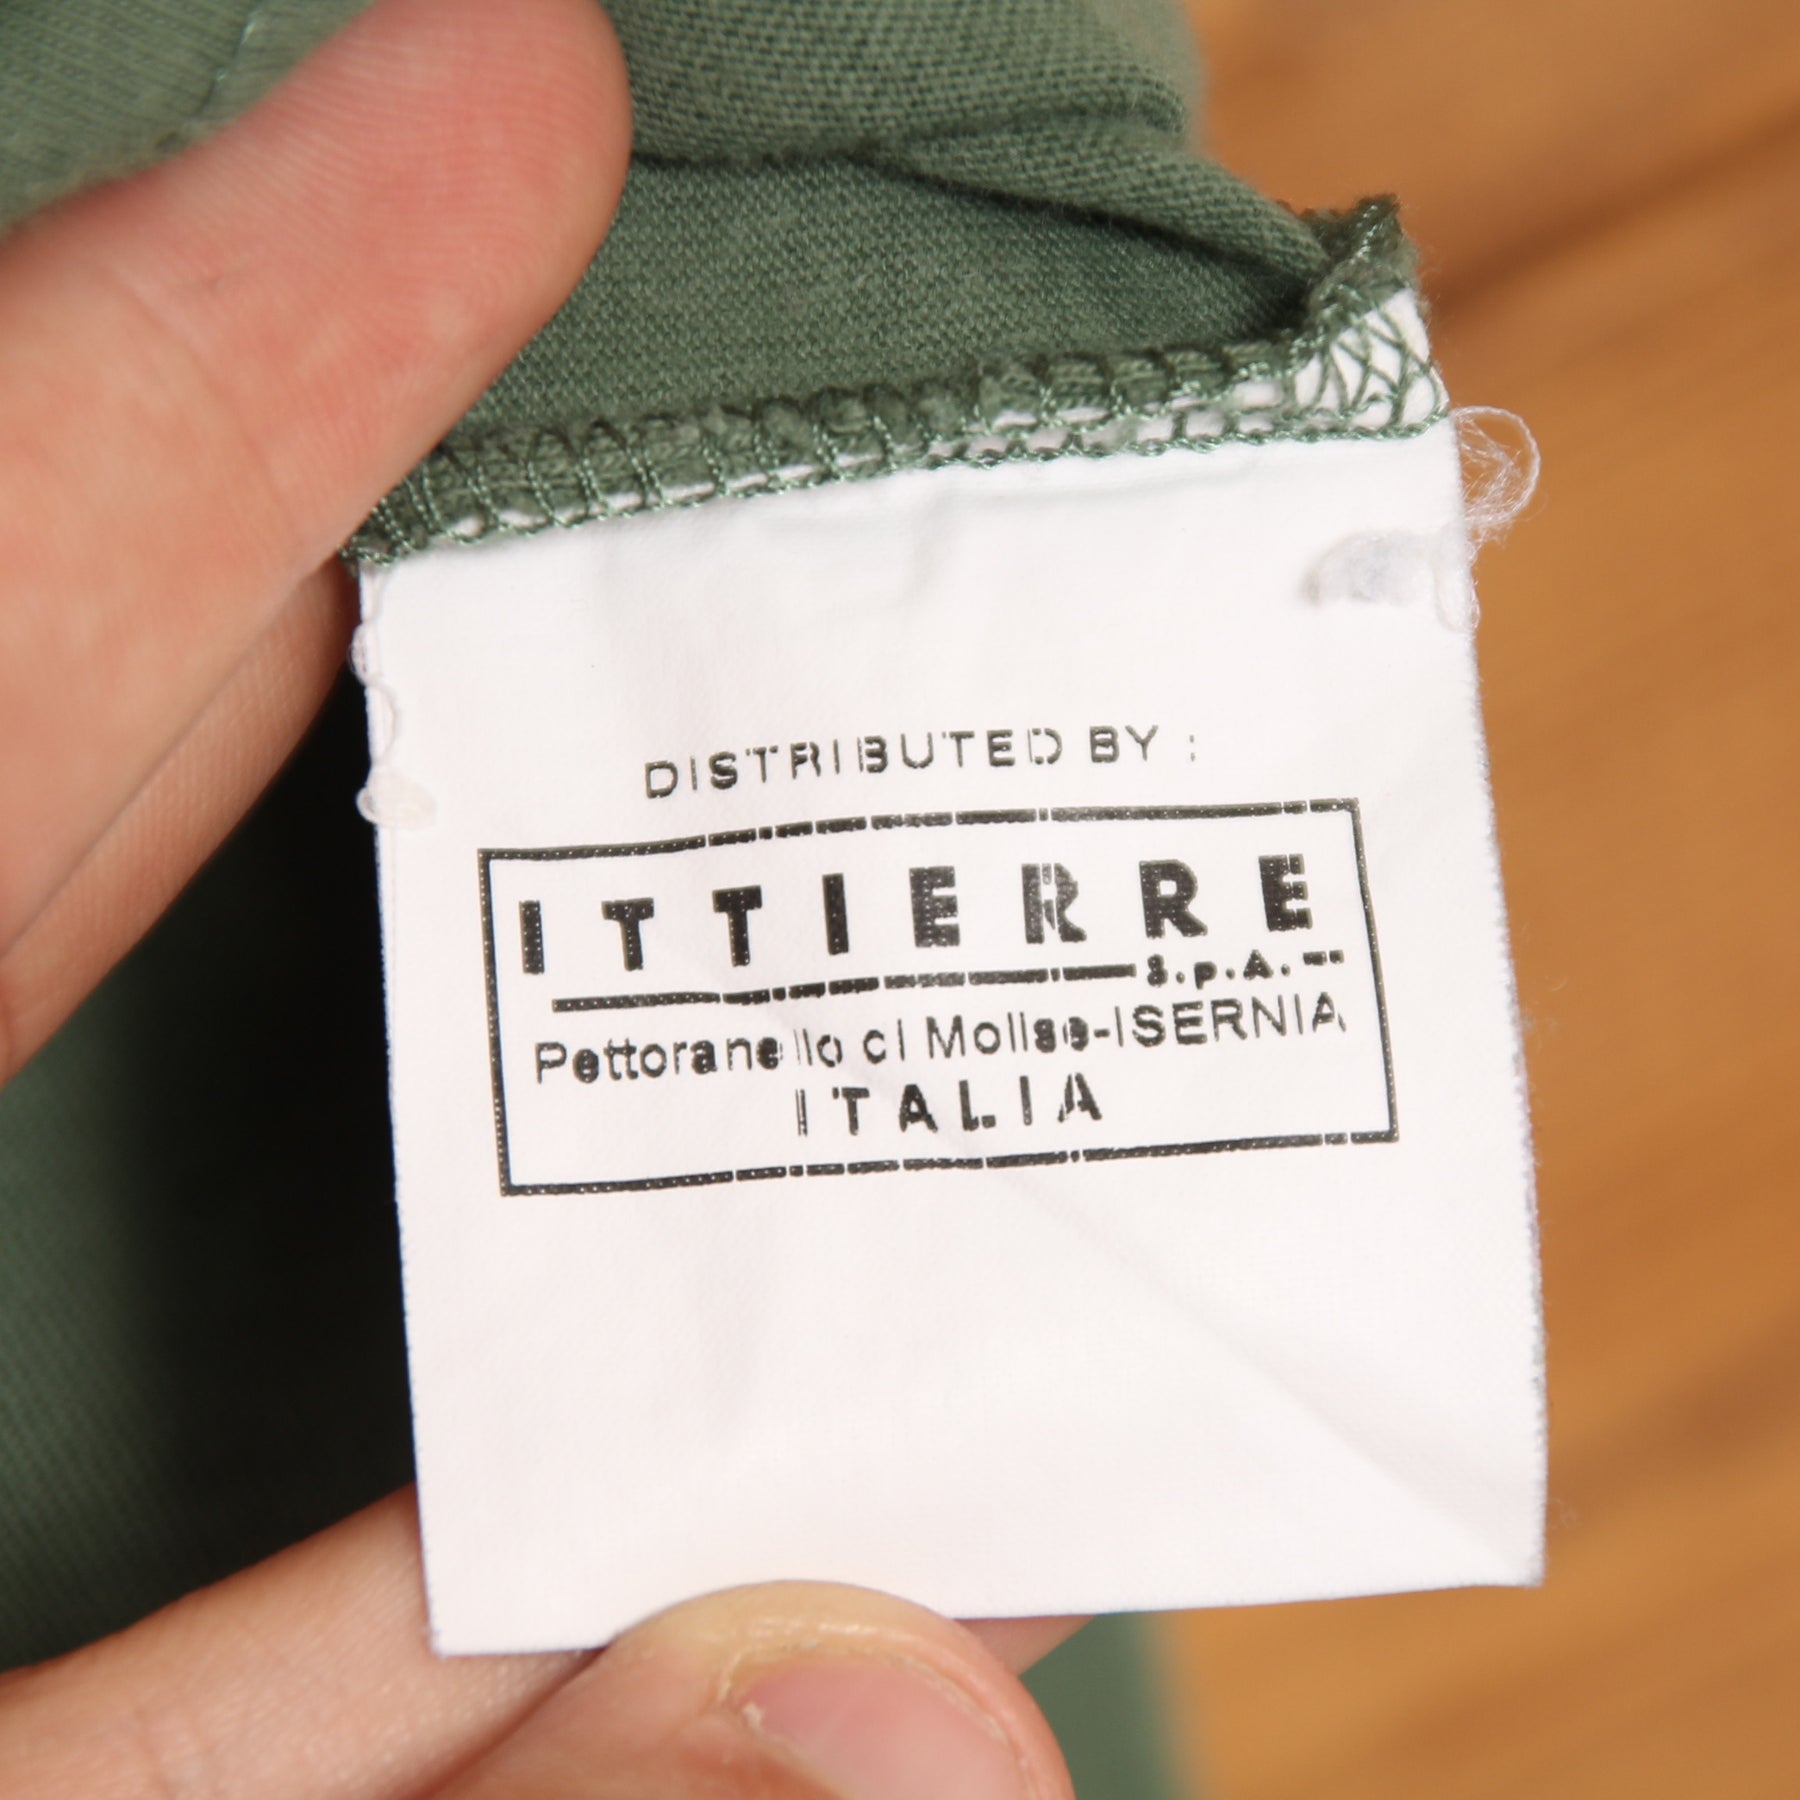 DISTRIBUTED BY :
ITTIERRE
S.p.A.
Pettoranello di Molise-ISERNIA
ITALIA